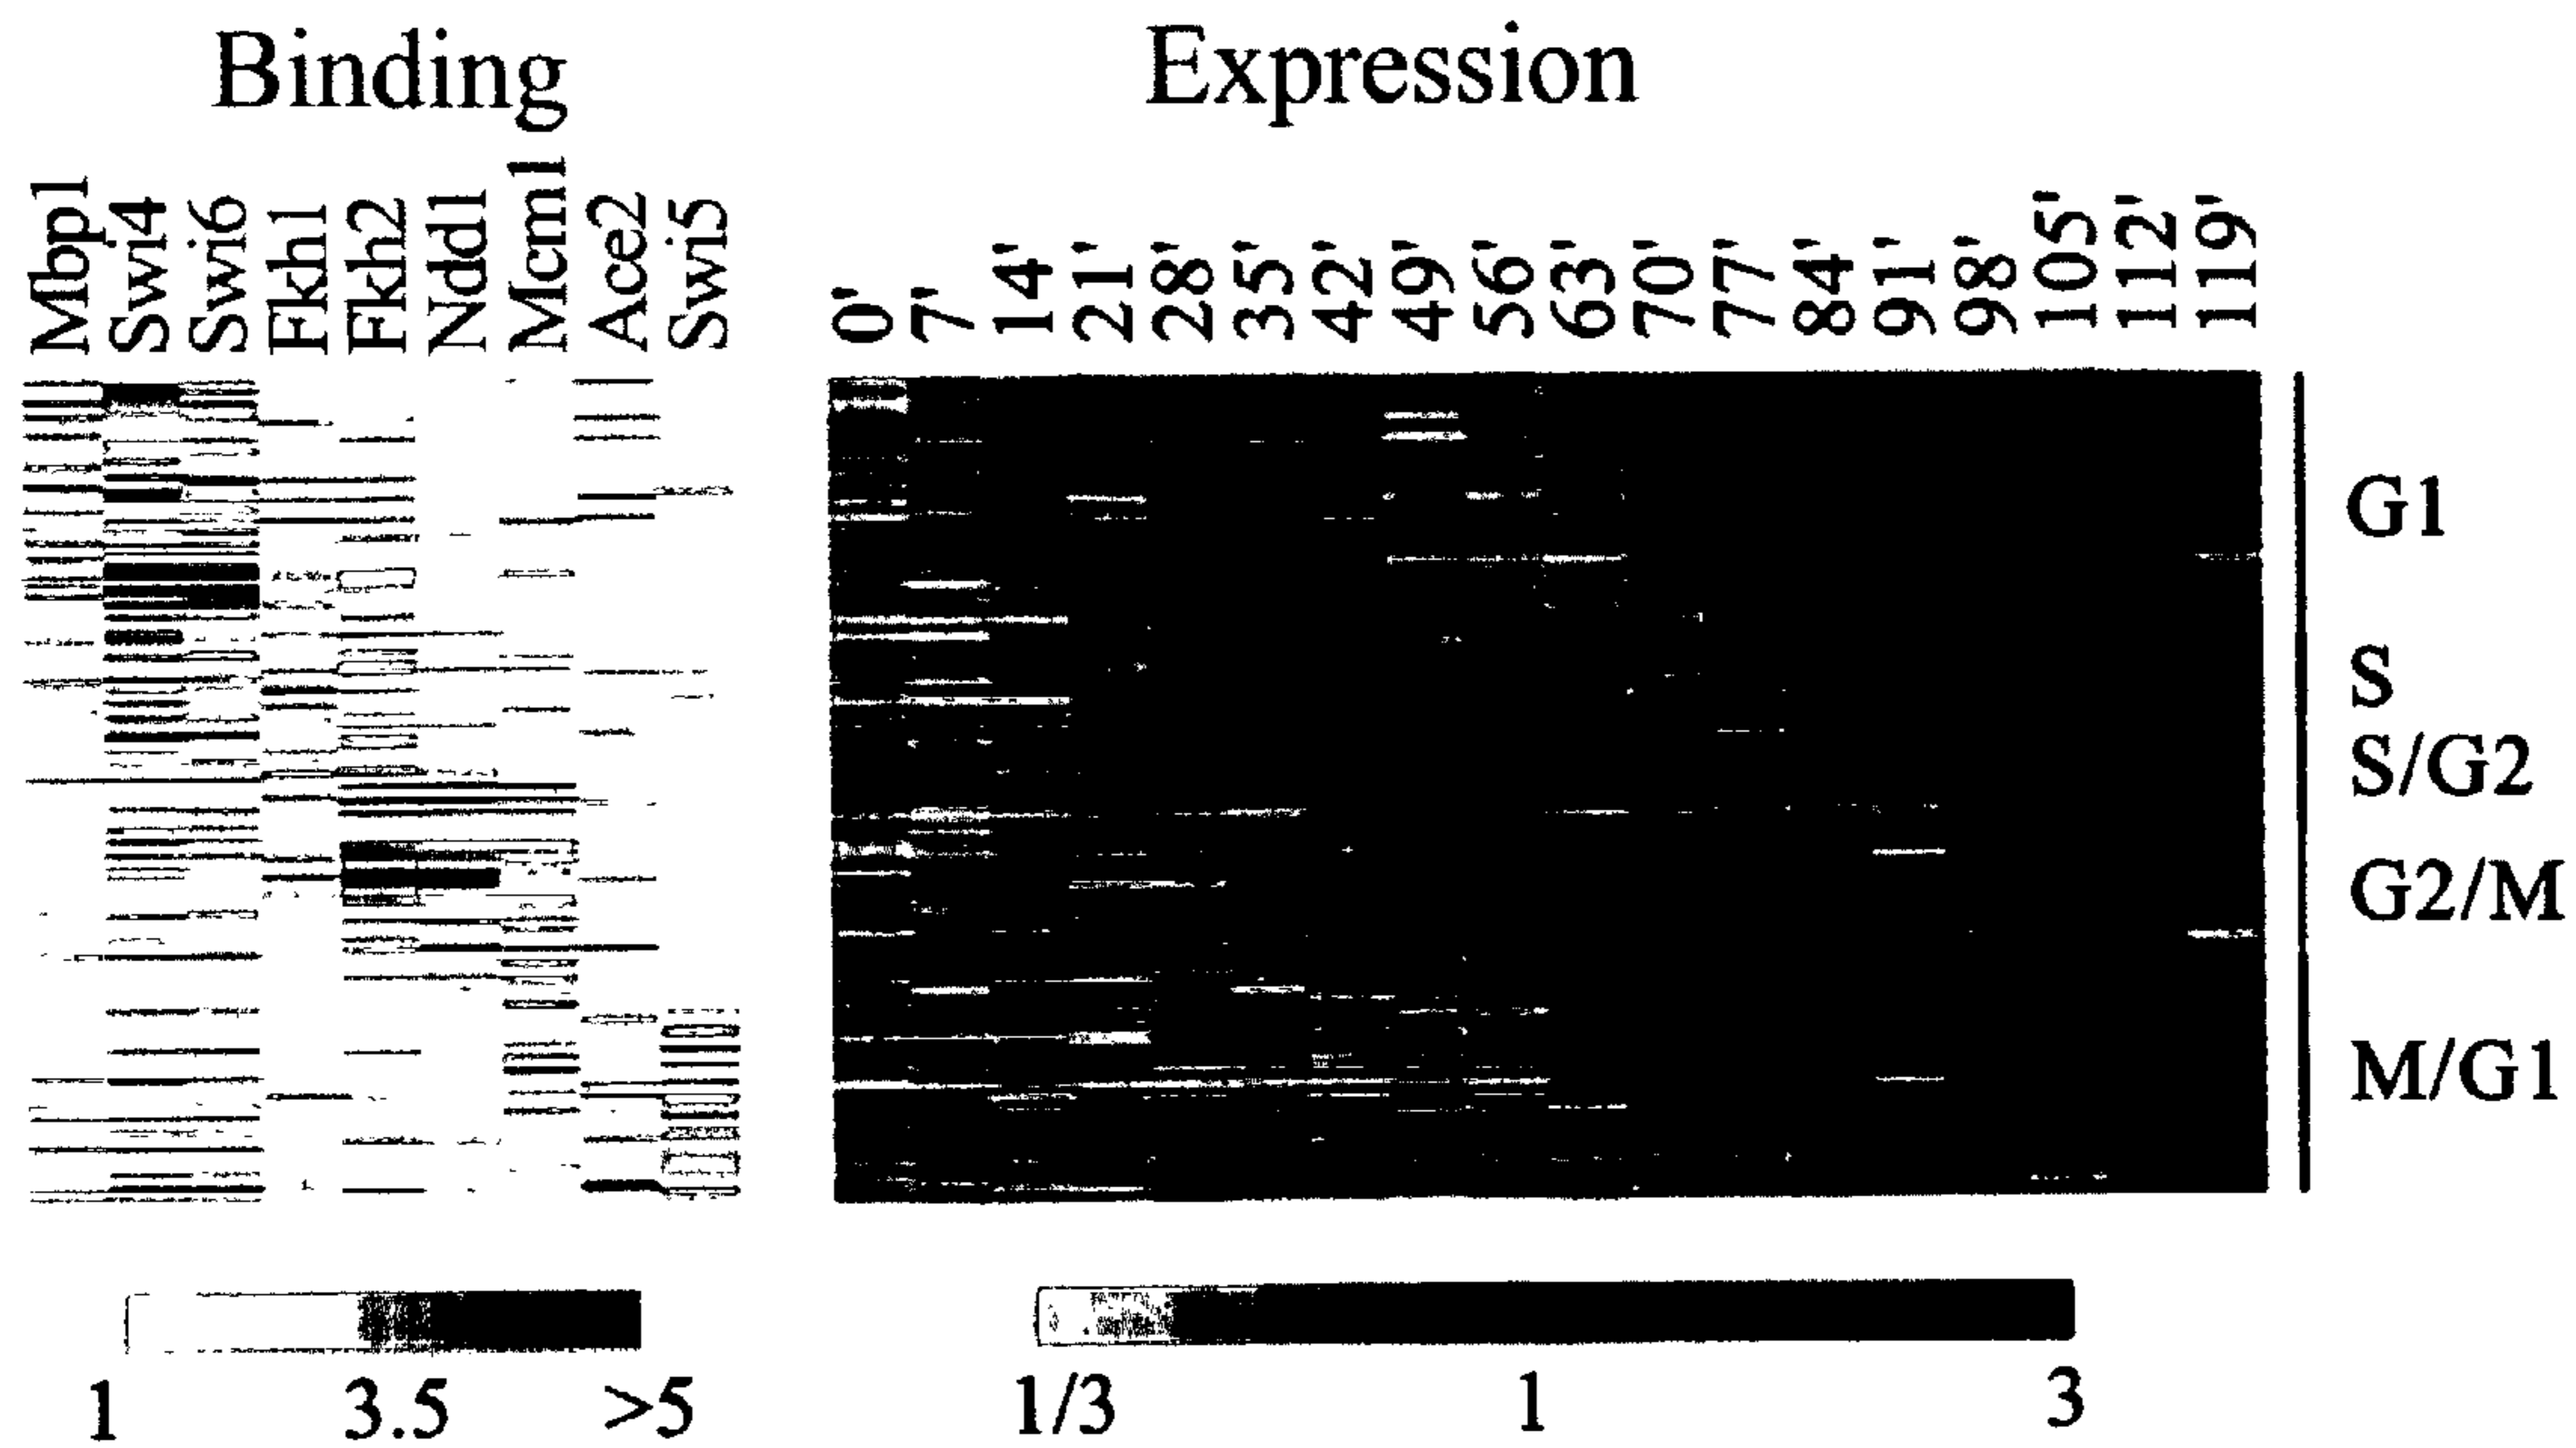 Binding Expression
Mbp1 Swi4 Swi6 Fkh1 Fkh2 Ndd1 Mcm1 Ace2 Swi5 0' 7' 14' 21' 28' 35' 42' 49' 56' 63' 70' 77' 84' 91' 98' 105' 112' 119'
G1
S
S/G2
G2/M
M/G1
1 3.5 >5 1/3 1 3